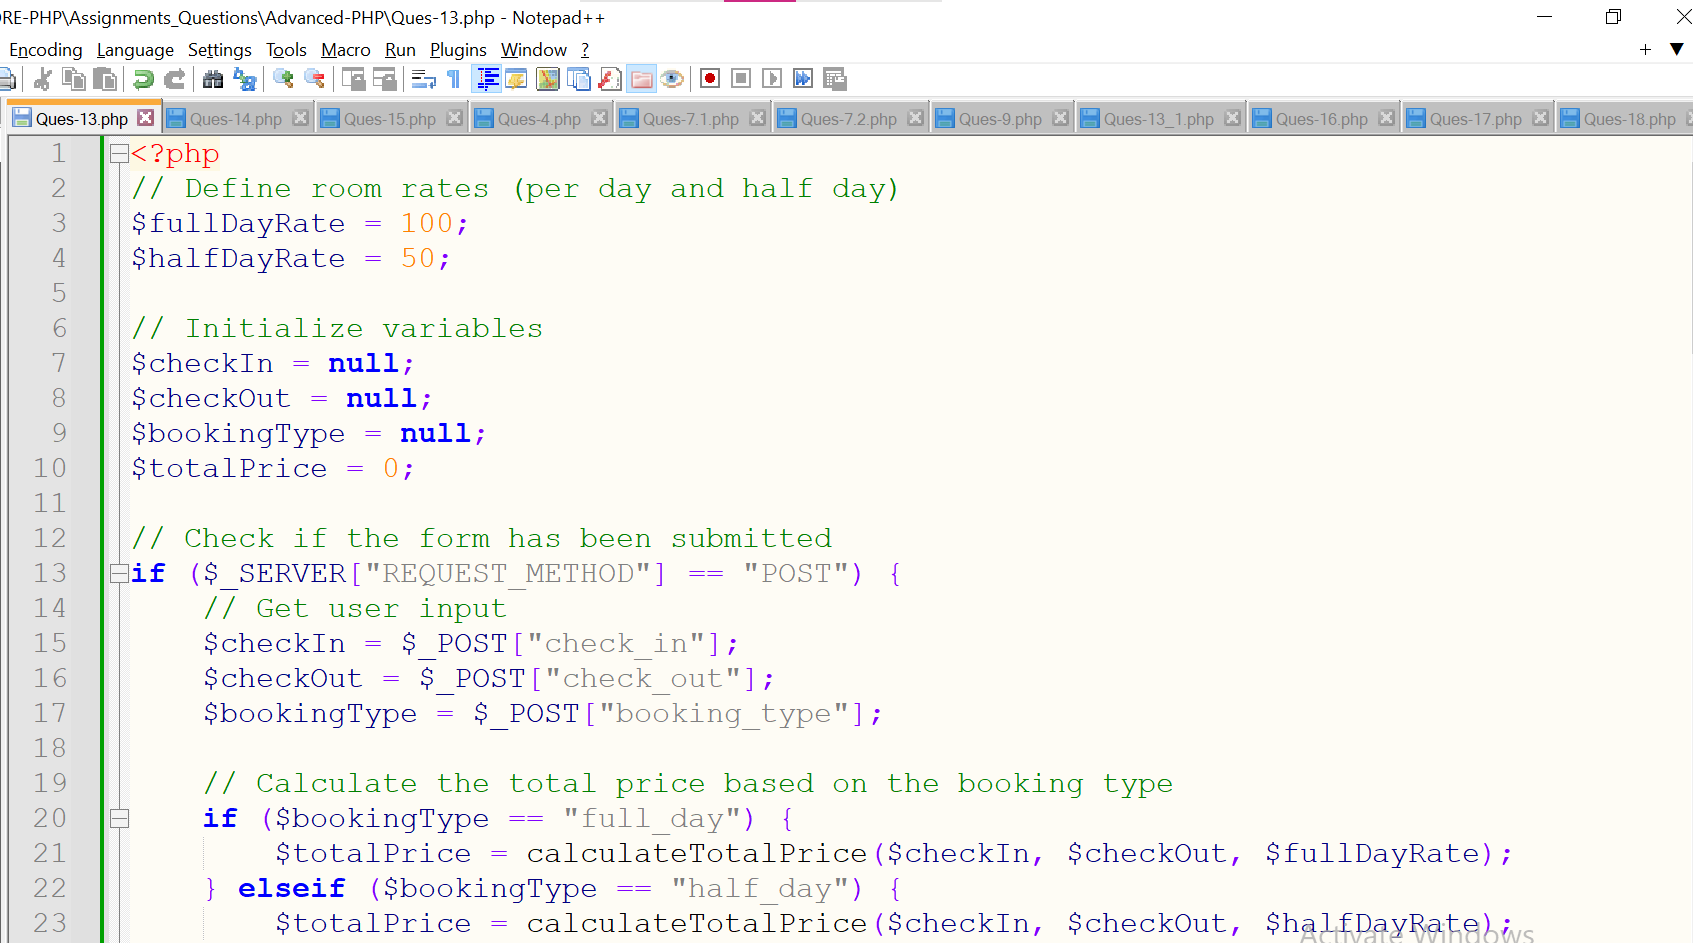 RE-PHP\Assignments_Questions\Advanced-PHP\Ques-13.php - Notepad++
Encoding Language Settings Tools Macro Run Plugins Window ?
Ques-13.php Ques-14.php Ques-15.php Ques-4.php Ques-7.1.php Ques-7.2.php Ques-9.php Ques-13_1.php Ques-16.php Ques-17.php Ques-18.php
1 <?php
2 // Define room rates (per day and half day)
3 $fullDayRate = 100;
4 $halfDayRate = 50;
5
6 // Initialize variables
7 $checkIn = null;
8 $checkOut = null;
9 $bookingType = null;
10 $totalPrice = 0;
11
12 // Check if the form has been submitted
13 if ($_SERVER["REQUEST_METHOD"] == "POST") {
14 // Get user input
15 $checkIn = $_POST["check_in"];
16 $checkOut = $_POST["check_out"];
17 $bookingType = $_POST["booking_type"];
18
19 // Calculate the total price based on the booking type
20 if ($bookingType == "full_day") {
21 $totalPrice = calculateTotalPrice($checkIn, $checkOut, $fullDayRate);
22 } elseif ($bookingType == "half_day") {
23 $totalPrice = calculateTotalPrice($checkIn, $checkOut, $halfDayRate);
Activate Windows